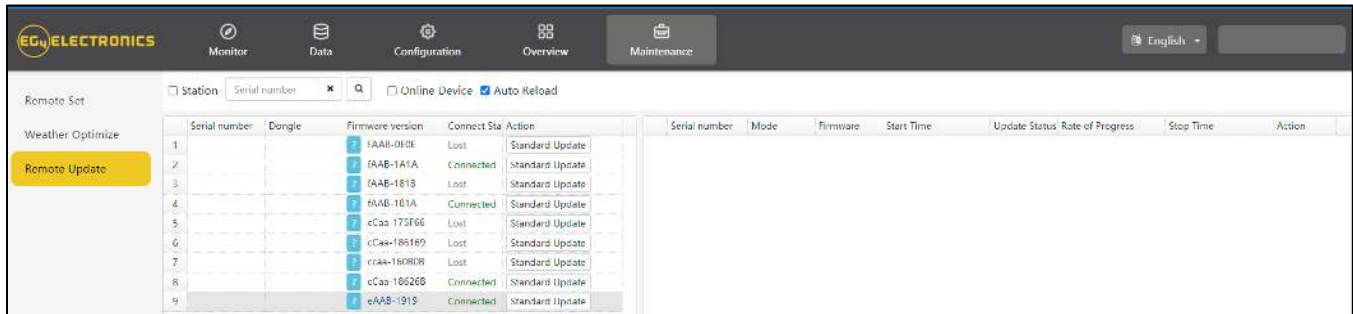 EG4 ELECTRONICS
Monitor
Data
Configuration
Overview
Maintenance
English
Remote Set
Weather Optimize
Remote Update
Station
Serial number
Online Device
Auto Reload
Serial number Dongle Firmware version Connect Sta Action
1 FAAB-0E0E Lost Standard Update
2 fAAB-1A1A Connected Standard Update
3 fAAB-1818 Lost Standard Update
4 fAAB-181A Connected Standard Update
5 cCaa-175F66 Lost Standard Update
6 cCaa-186169 Lost Standard Update
7 ccaa-160B0B Lost Standard Update
8 cCaa-18626B Connected Standard Update
9 eAAB-1919 Connected Standard Update
Serial number Mode Firmware Start Time Update Status Rate of Progress Stop Time Action